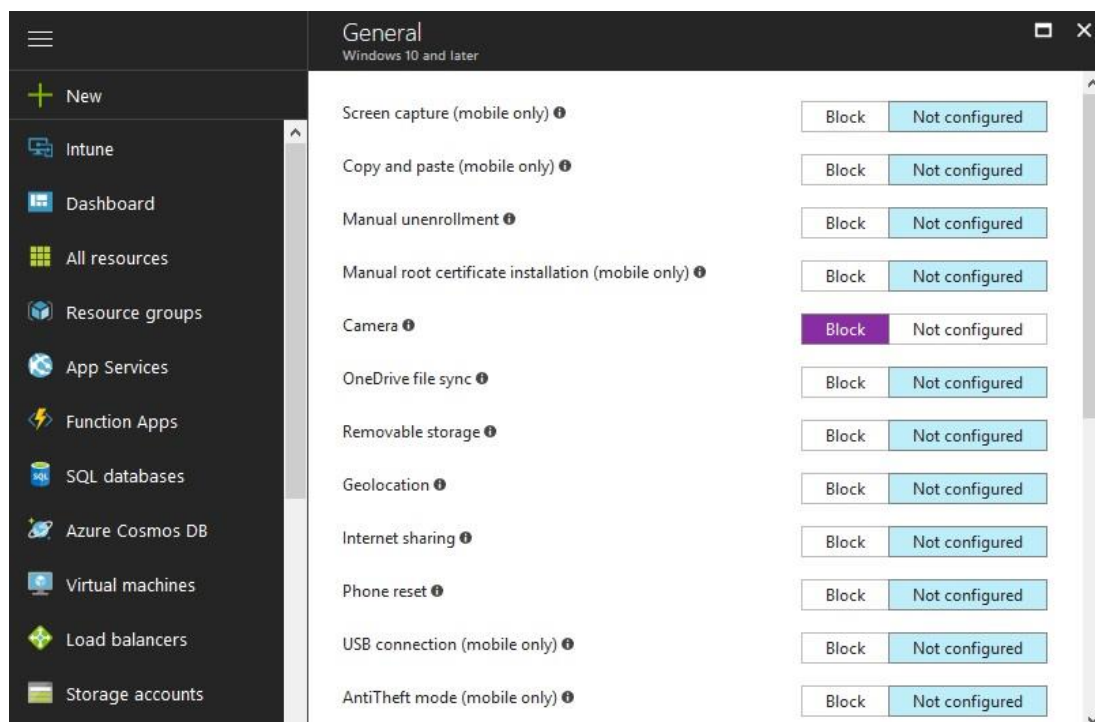 General
Windows 10 and later
New
Intune
Dashboard
All resources
Resource groups
App Services
Function Apps
SQL databases
Azure Cosmos DB
Virtual machines
Load balancers
Storage accounts
Screen capture (mobile only) Block Not configured
Copy and paste (mobile only) Block Not configured
Manual unenrollment Block Not configured
Manual root certificate installation (mobile only) Block Not configured
Camera Block Not configured
OneDrive file sync Block Not configured
Removable storage Block Not configured
Geolocation Block Not configured
Internet sharing Block Not configured
Phone reset Block Not configured
USB connection (mobile only) Block Not configured
AntiTheft mode (mobile only) Block Not configured